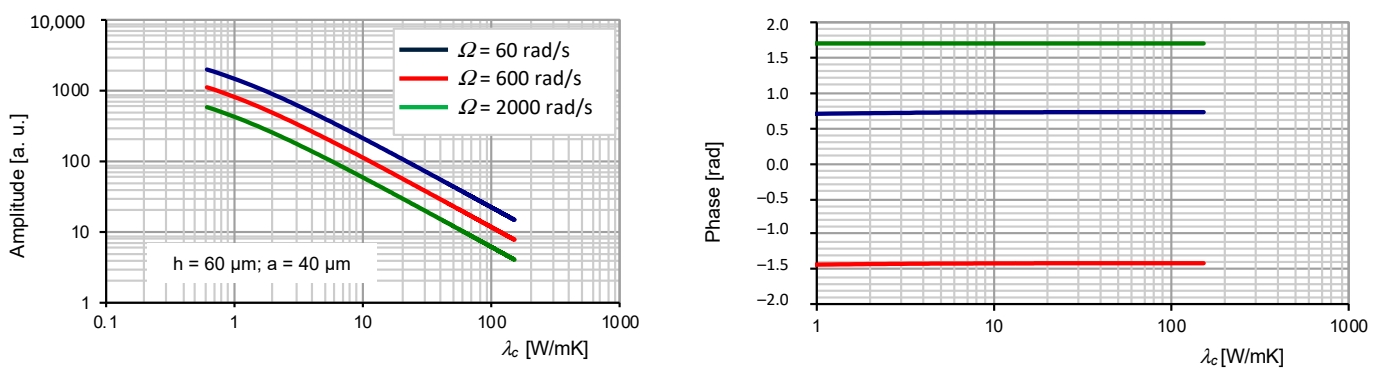 Amplitude [a. u.]
10,000
1000
100
10
1
Ω = 60 rad/s
Ω = 600 rad/s
Ω = 2000 rad/s
h = 60 µm; a = 40 µm
0.1 1 10 100 1000
λc [W/mK]
Phase [rad]
2.0
1.0
0.5
0.0
−0.5
−1.0
−1.5
−2.0
1 10 100 1000
λc [W/mK]